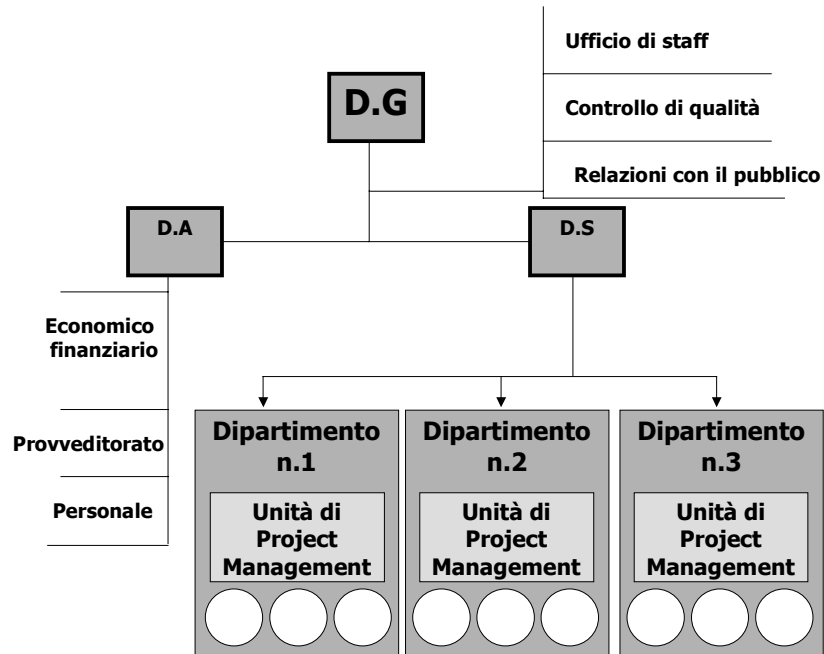 Ufficio di staff
D.G
Controllo di qualità
Relazioni con il pubblico
D.A
D.S
Economico
finanziario
Provveditorato
Personale
Dipartimento
n.1
Unità di
Project
Management
Dipartimento
n.2
Unità di
Project
Management
Dipartimento
n.3
Unità di
Project
Management